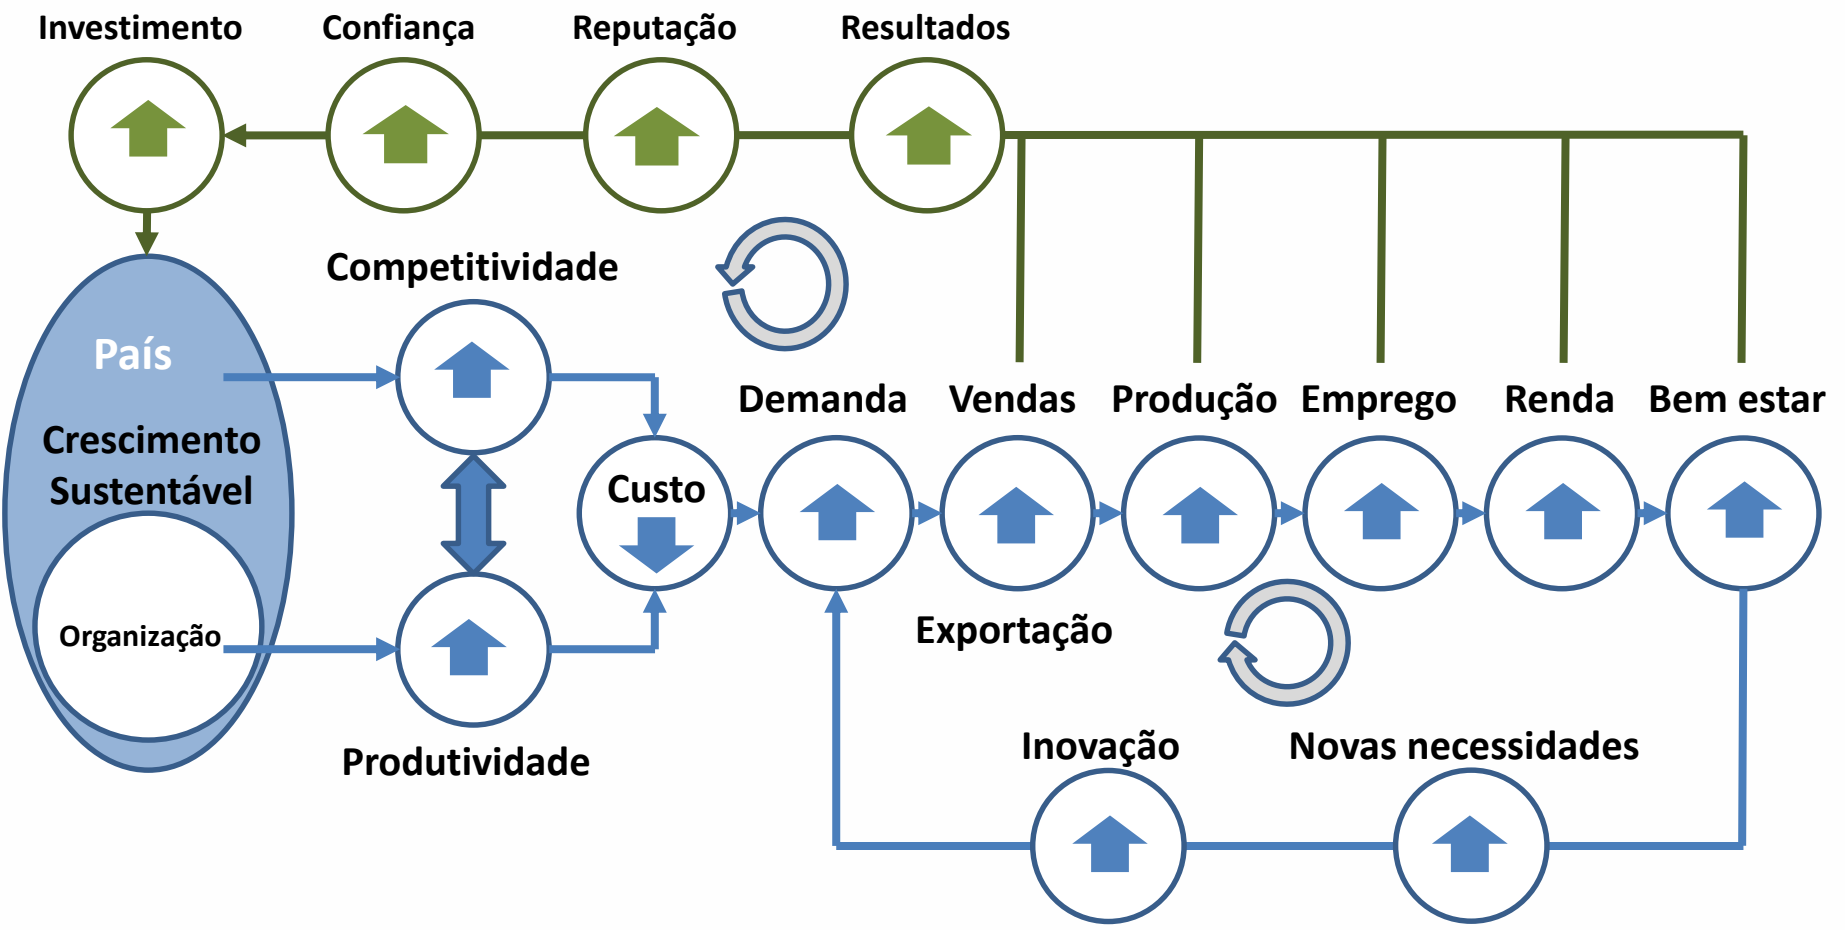 Investimento
Confiança
Reputação
Resultados
Competitividade
País
Crescimento
Sustentável
Organização
Custo
Demanda
Vendas
Produção
Emprego
Renda
Bem estar
Exportação
Produtividade
Inovação
Novas necessidades